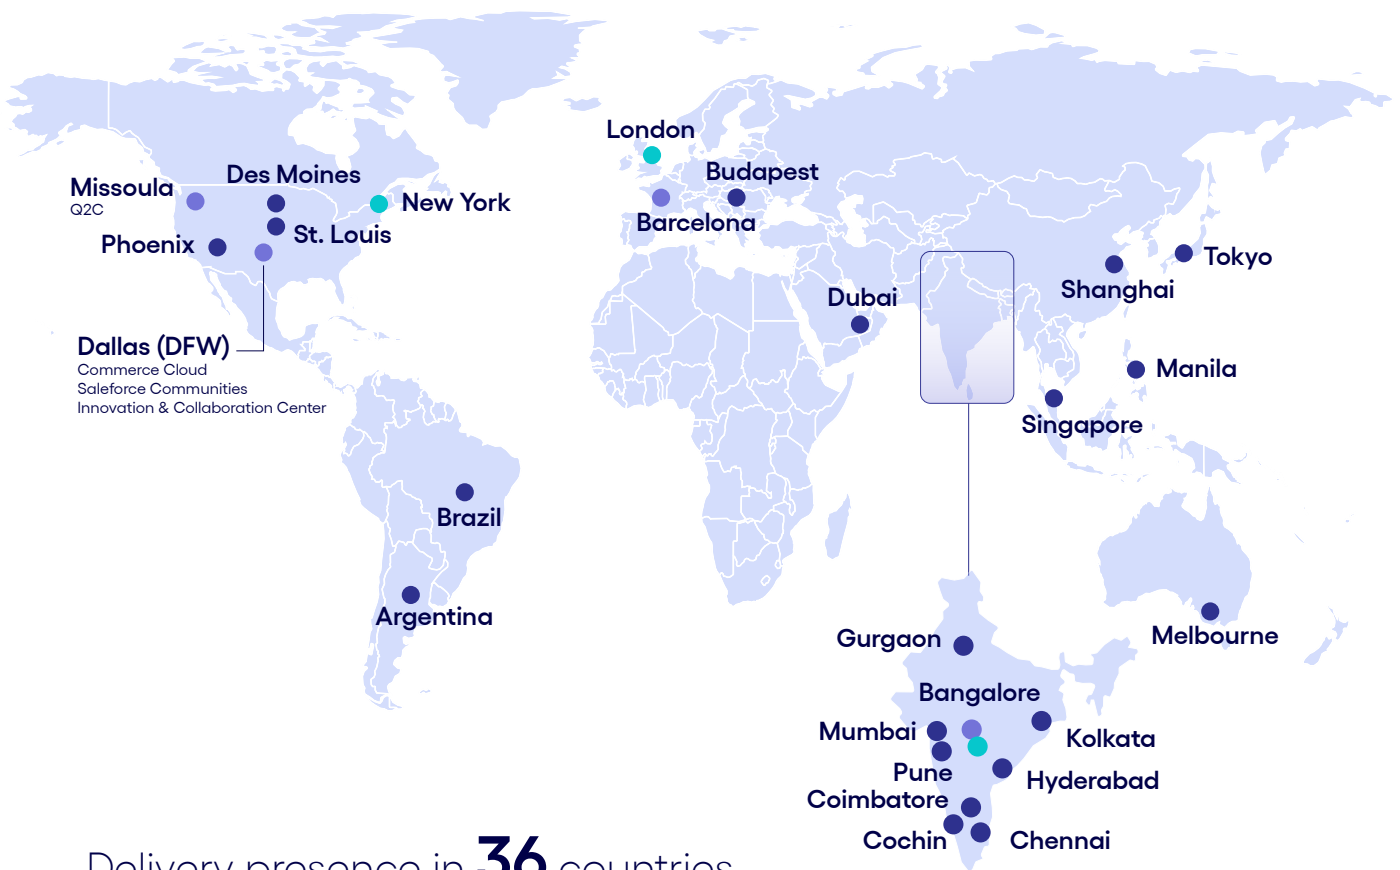 London
Des Moines
Budapest
Missoula
Q2C
New York
Barcelona
St. Louis
Phoenix
Tokyo
Shanghai
Dubai
Dallas (DFW)
Commerce Cloud
Saleforce Communities
Innovation & Collaboration Center
Manila
Singapore
Brazil
Argentina
Melbourne
Gurgaon
Bangalore
Mumbai
Kolkata
Pune
Hyderabad
Coimbatore
Cochin
Chennai
Delivery presence in 36 countries